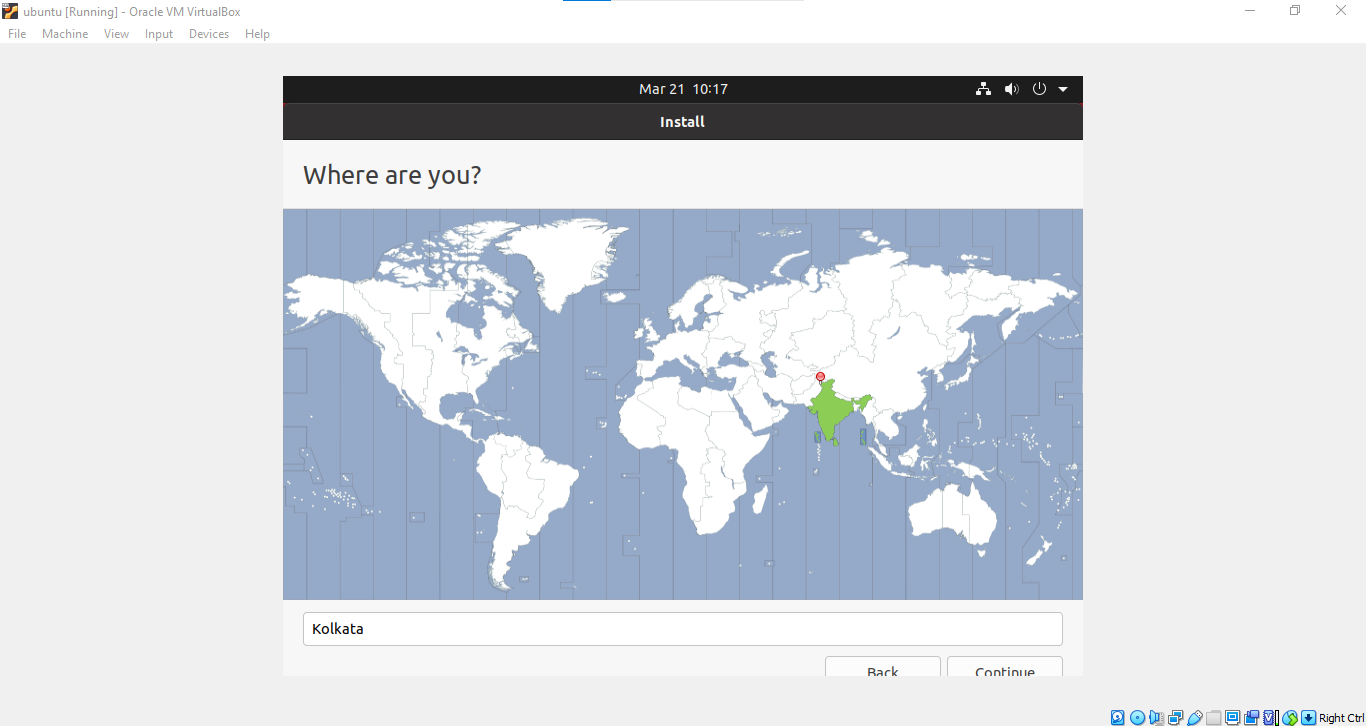 ubuntu [Running] - Oracle VM VirtualBox
File Machine View Input Devices Help
Mar 21 10:17
Install
Where are you?
Kolkata
Back Continue
Right Ctrl